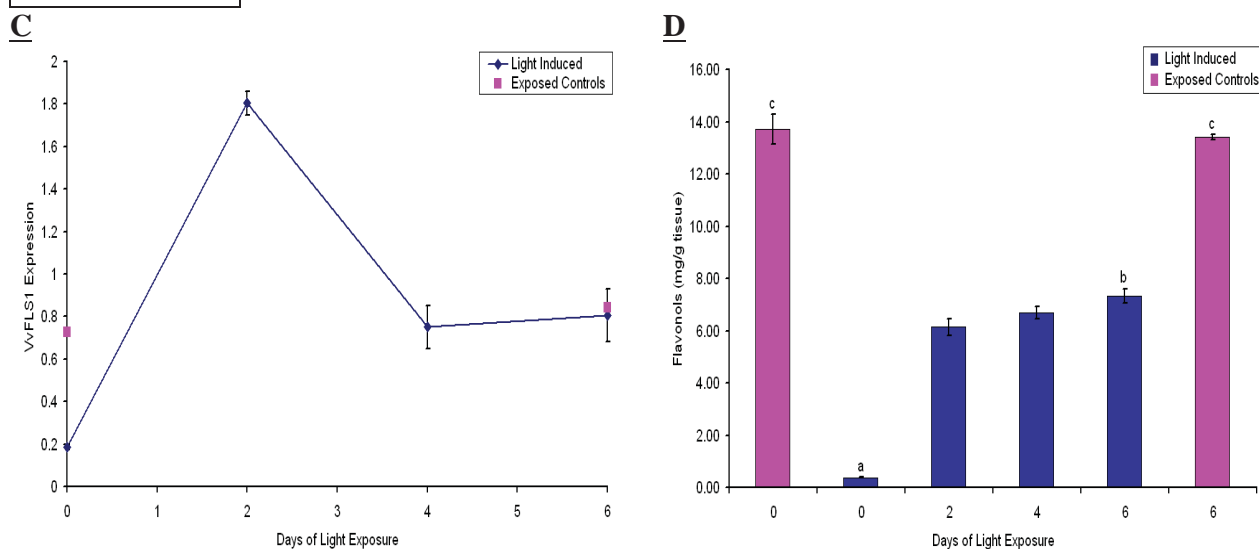 C
VvFLS1 Expression
2
1.8
1.6
1.4
1.2
1
0.8
0.6
0.4
0.2
0
0 1 2 3 4 5 6
Days of Light Exposure
Light Induced
Exposed Controls
D
Flavonols (mg/g tissue)
16.00
14.00
12.00
10.00
8.00
6.00
4.00
2.00
0.00
c
a
b
c
0 0 2 4 6 6
Days of Light Exposure
Light Induced
Exposed Controls